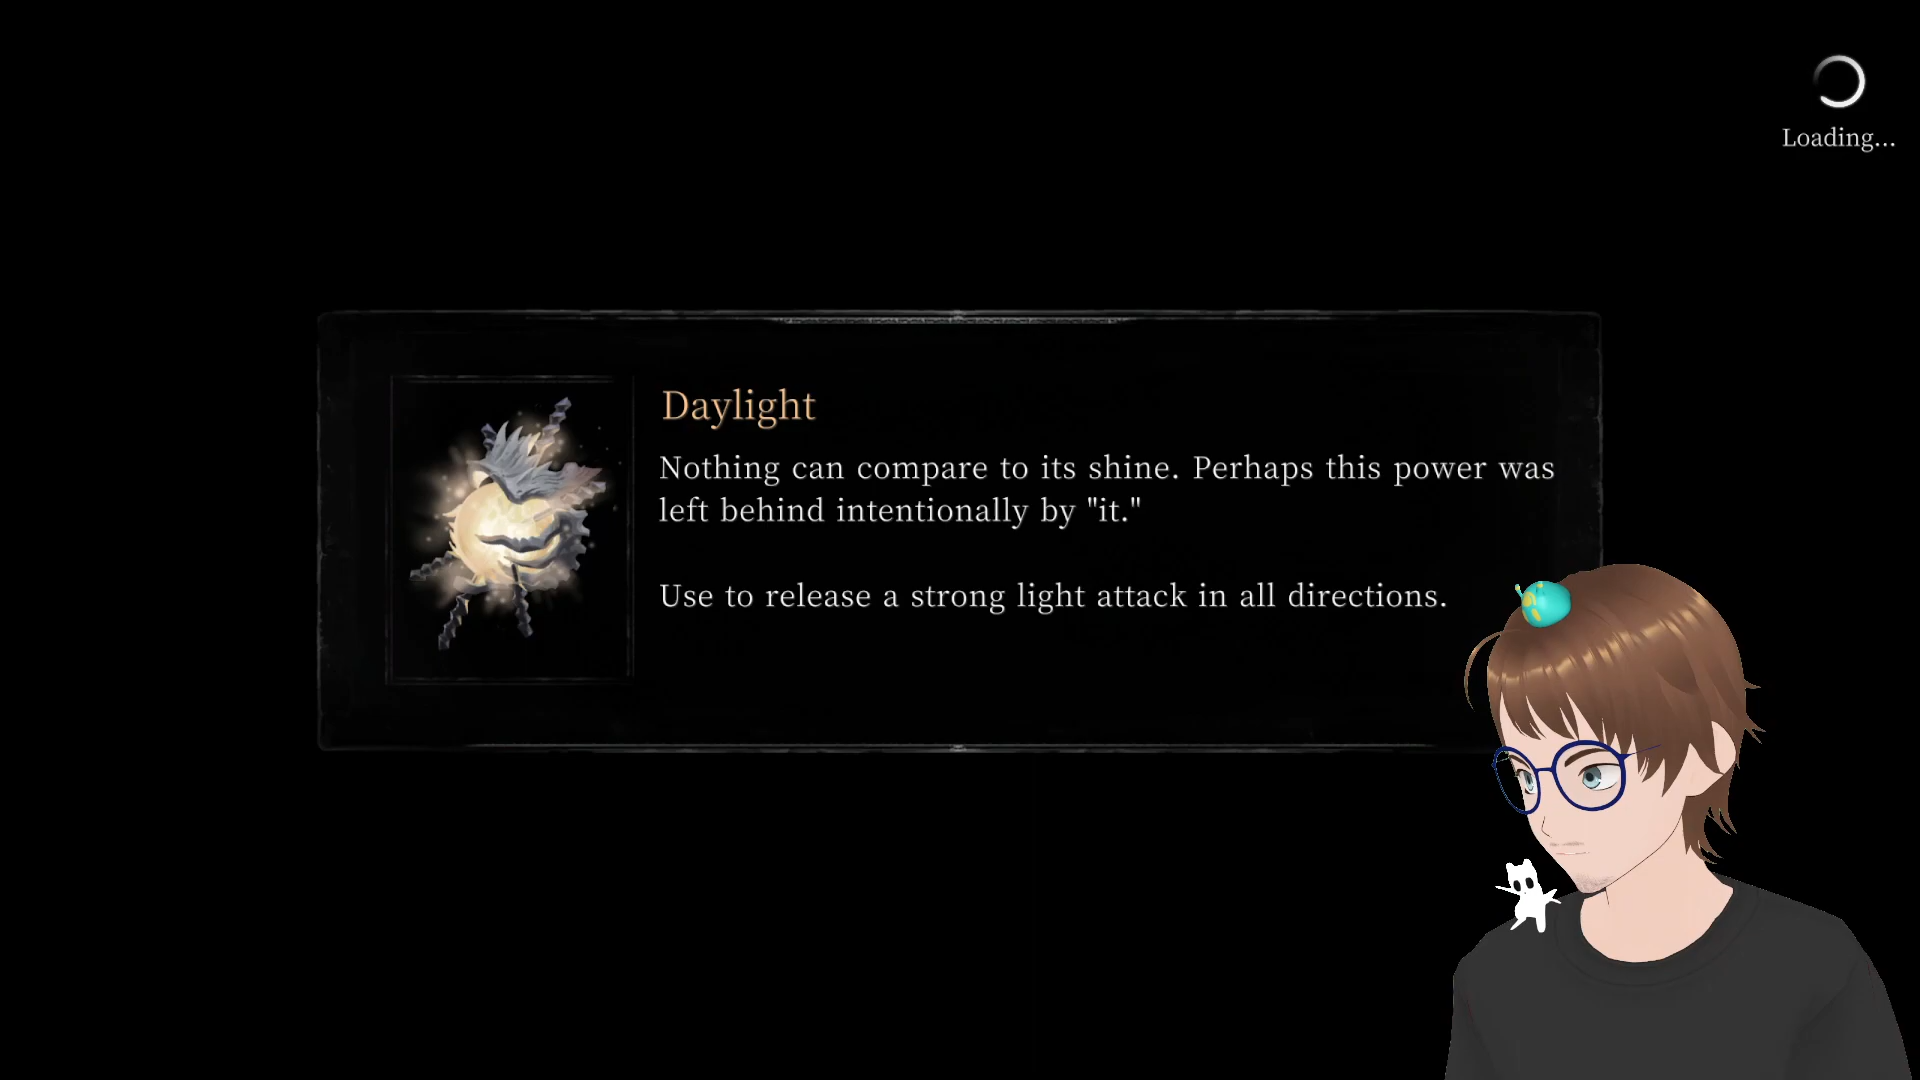 Loading...
Daylight
Nothing can compare to its shine. Perhaps this power was
left behind intentionally by "it."
Use to release a strong light attack in all directions.